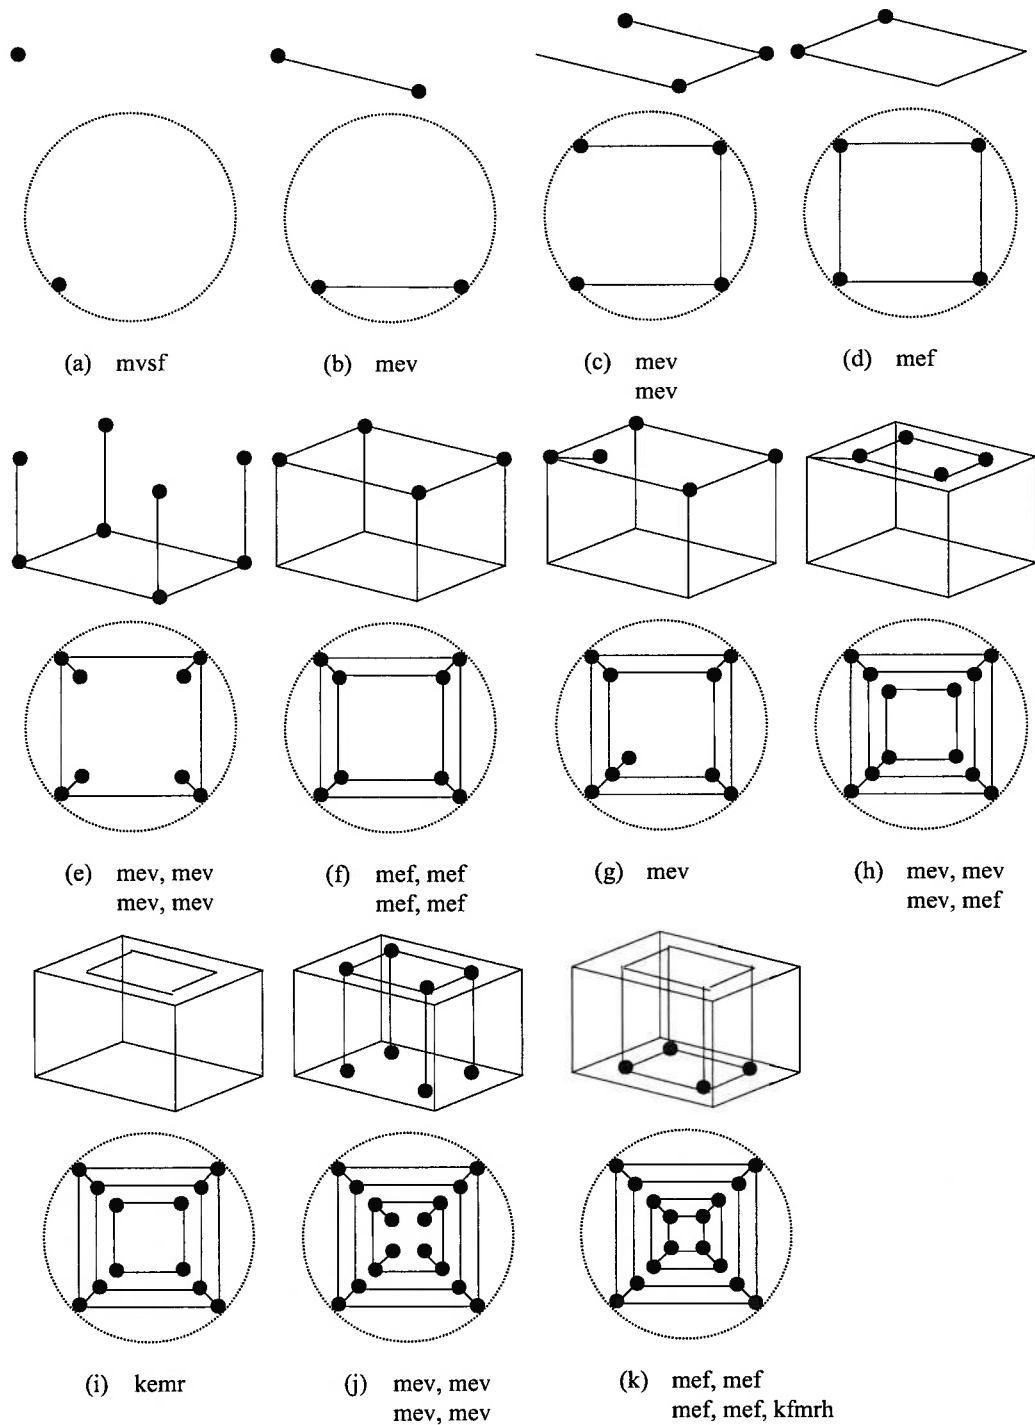 (a) mvsf
(b) mev
(c) mev
mev
(d) mef
(e) mev, mev
mev, mev
(f) mef, mef
mef, mef
(g) mev
(h) mev, mev
mev, mef
(i) kemr
(j) mev, mev
mev, mev
(k) mef, mef
mef, mef, kfmrh